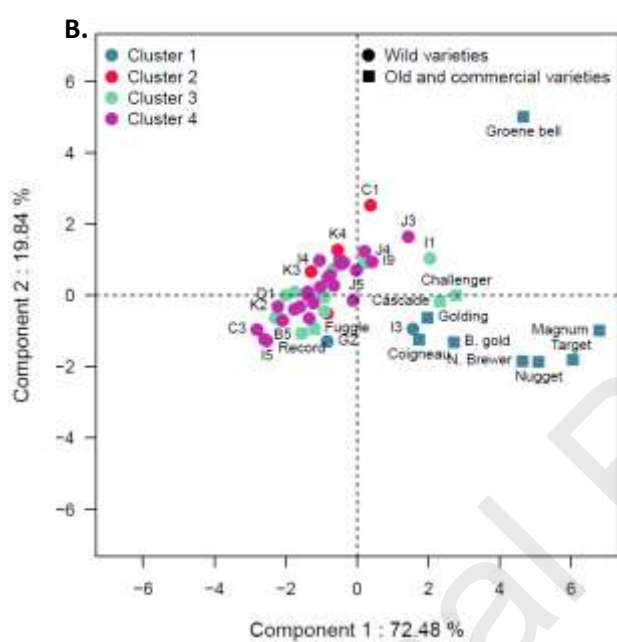 B.
Cluster 1
Cluster 2
Cluster 3
Cluster 4
Wild varieties
Old and commercial varieties
Groene bell
C1
J3
K4
I4
J4
I1
K3
I9
Challenger
D1
J5
K2
Cascade
Golding
C3
B5
Fuggle
I3
Magnum
I5
Record
GZ
B. gold
Target
Coigneau
N. Brewer
Nugget
6
4
2
0
−2
−4
−6
−6 −4 −2 0 2 4 6
Component 2 : 19.84 %
Component 1 : 72.48 %